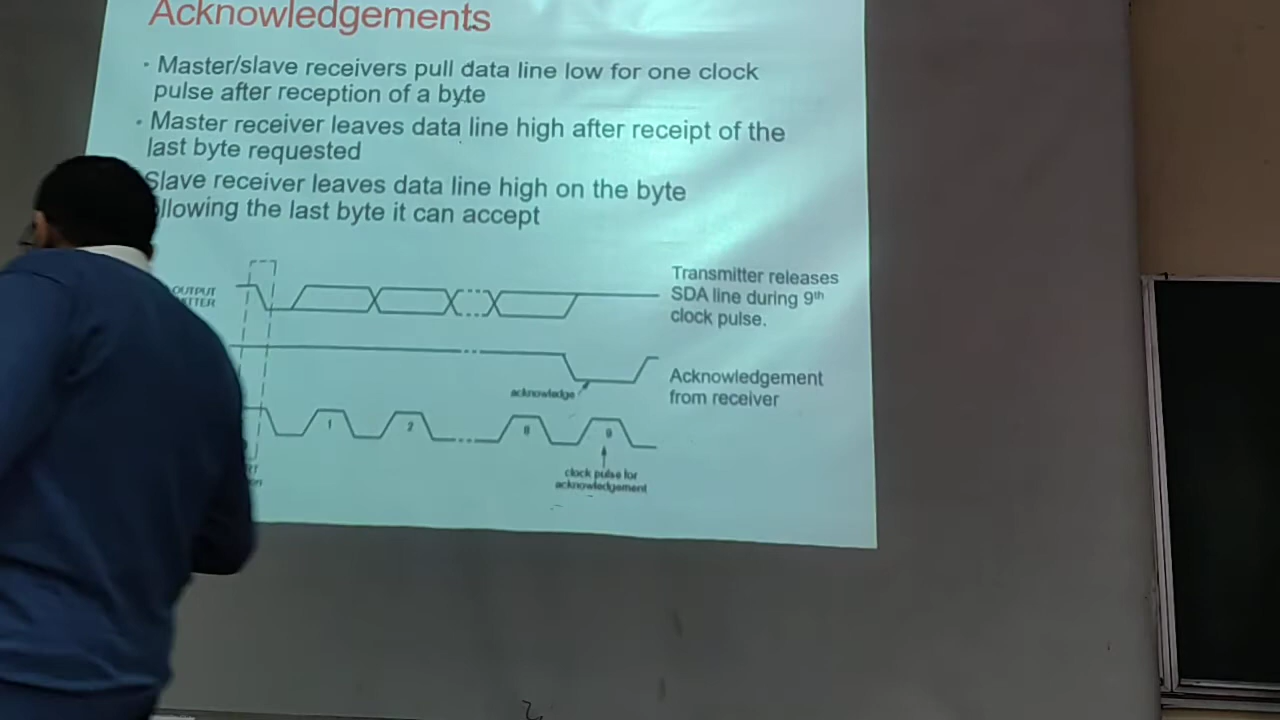 Acknowledgements
· Master/slave receivers pull data line low for one clock
pulse after reception of a byte
· Master receiver leaves data line high after receipt of the
last byte requested
Slave receiver leaves data line high on the byte
llowing the last byte it can accept
OUTPUT
Transmitter releases
SDA line during 9th
clock pulse.
acknowledge
Acknowledgement
from receiver
1 2 8 9
clock pulse for
acknowledgement